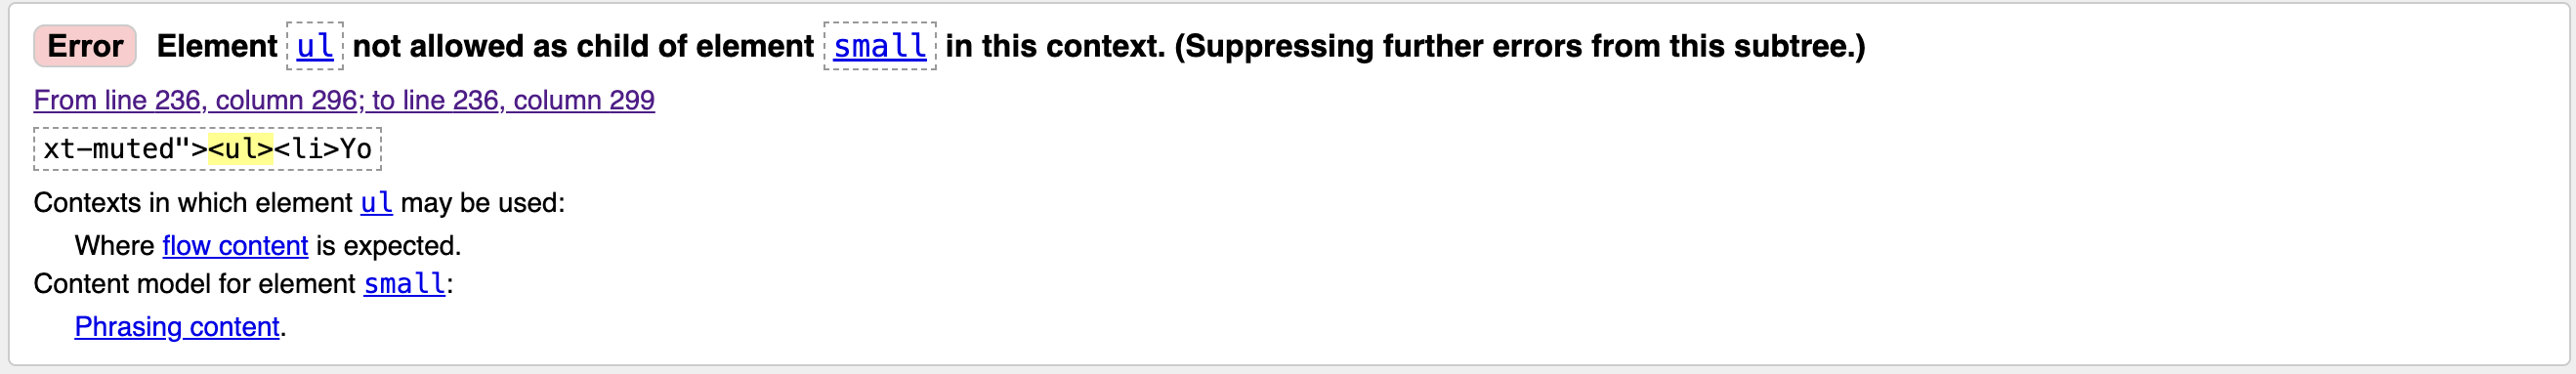 Error Element ul not allowed as child of element small in this context. (Suppressing further errors from this subtree.)
From line 236, column 296; to line 236, column 299
xt-muted"><ul><li>Yo
Contexts in which element ul may be used:
Where flow content is expected.
Content model for element small:
Phrasing content.